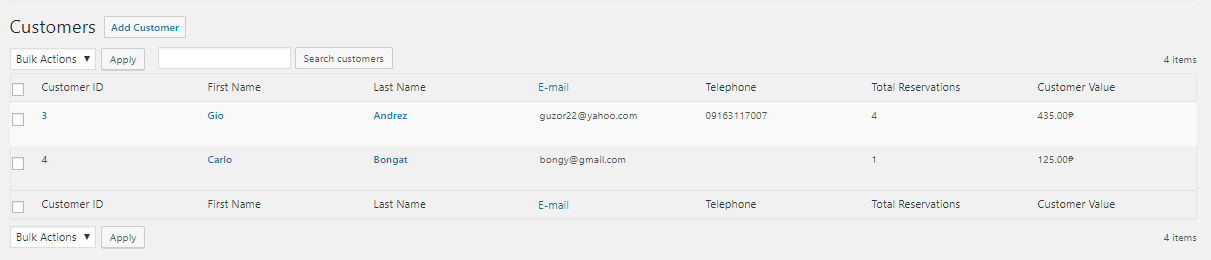 Customers Add Customer
Bulk Actions ▼ Apply Search customers 4 items
Customer ID First Name Last Name E-mail Telephone Total Reservations Customer Value
3 Gio Andrez guzor22@yahoo.com 09163117007 4 435.00₱
4 Carlo Bongat bongy@gmail.com 1 125.00₱
Customer ID First Name Last Name E-mail Telephone Total Reservations Customer Value
Bulk Actions ▼ Apply 4 items